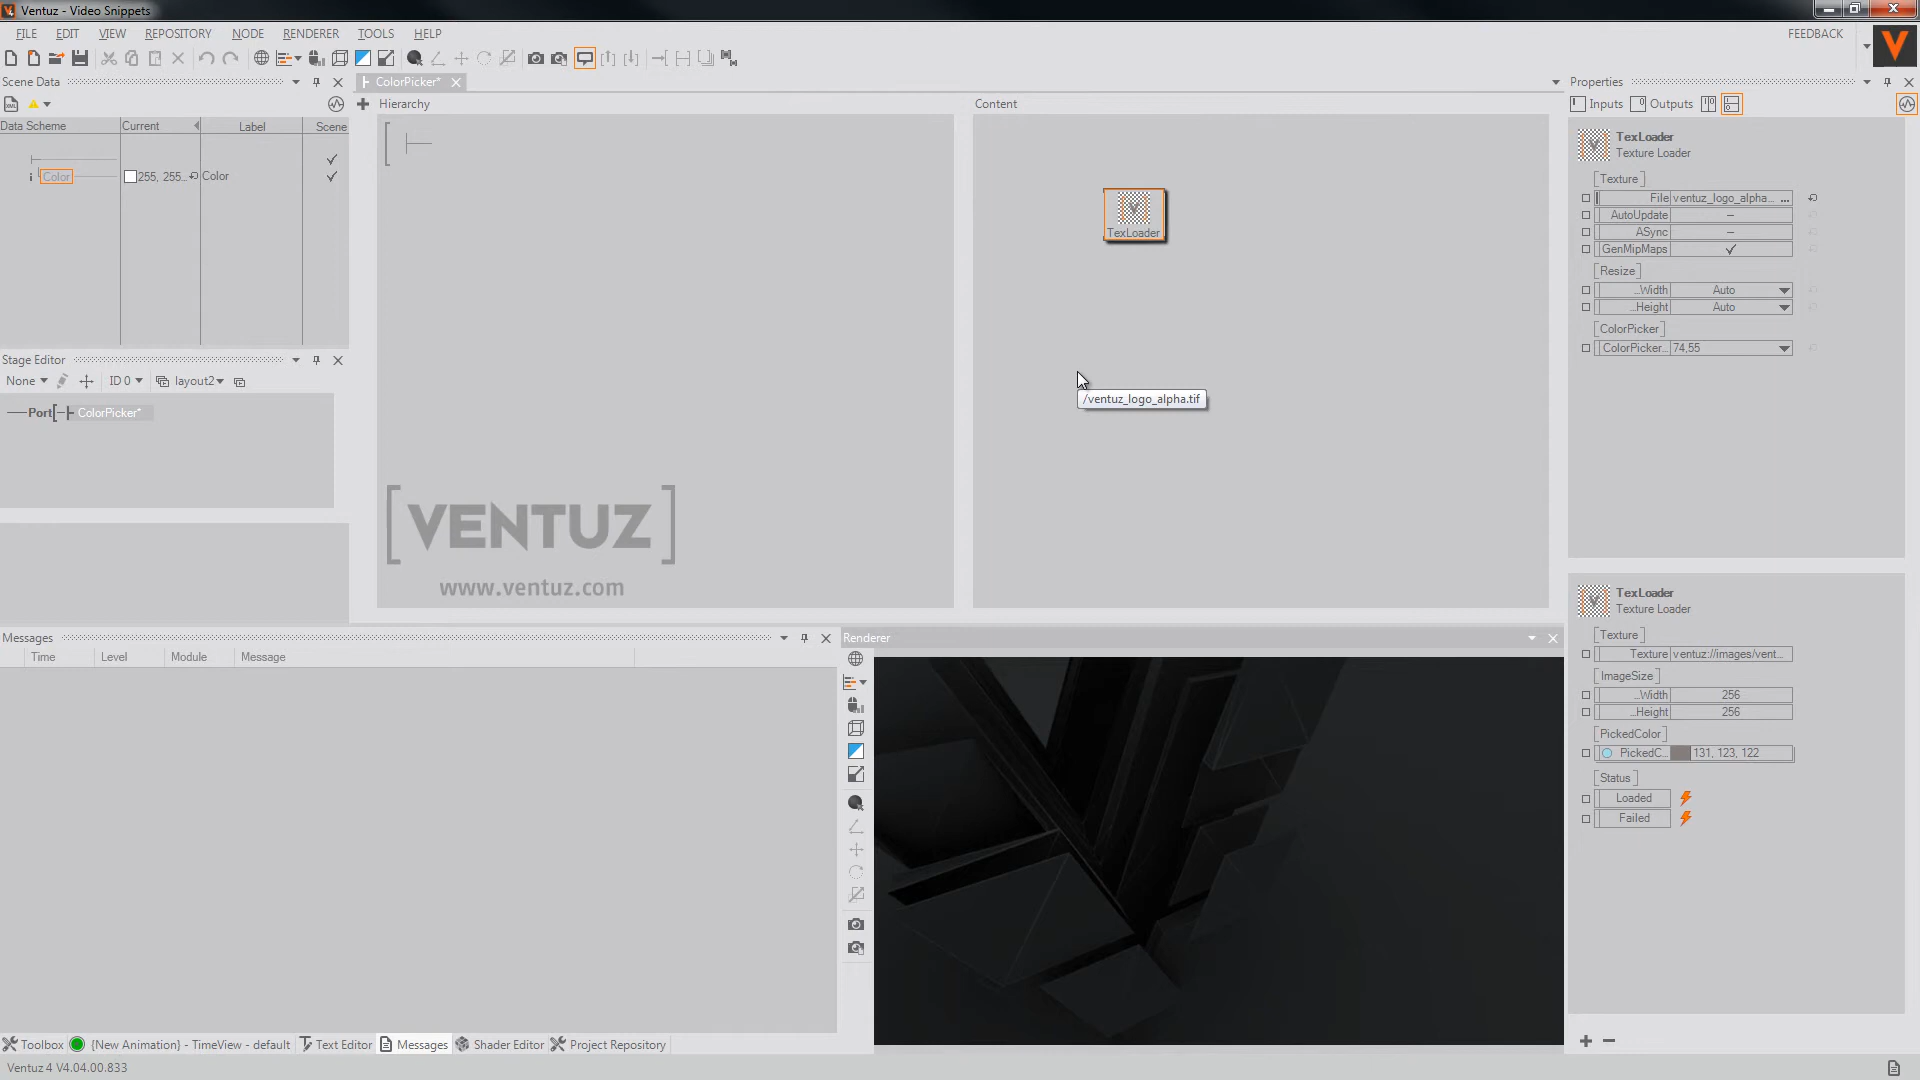 Ventuz - Video Snippets
FILE EDIT VIEW REPOSITORY NODE RENDERER TOOLS HELP
FEEDBACK
Scene Data
Data Scheme Current Label Scene
Color 255, 255... Color
Stage Editor
None ID 0 layout2
Port ColorPicker*
ColorPicker*
Hierarchy
[VENTUZ]
www.ventuz.com
Content
V
TexLoader
/ventuz_logo_alpha.tif
Properties
Inputs Outputs
TexLoader
Texture Loader
[Texture]
File ventuz_logo_alpha... ...
AutoUpdate –
ASync –
GenMipMaps
[Resize]
...Width Auto
...Height Auto
[ColorPicker]
ColorPicker... 74,55
TexLoader
Texture Loader
[Texture]
Texture ventuz://images/vent...
[ImageSize]
...Width 256
...Height 256
[PickedColor]
PickedC... 131, 123, 122
[Status]
Loaded
Failed
Messages
Time Level Module Message
Renderer
Toolbox {New Animation} - TimeView - default Text Editor Messages Shader Editor Project Repository
Ventuz 4 V4.04.00.833